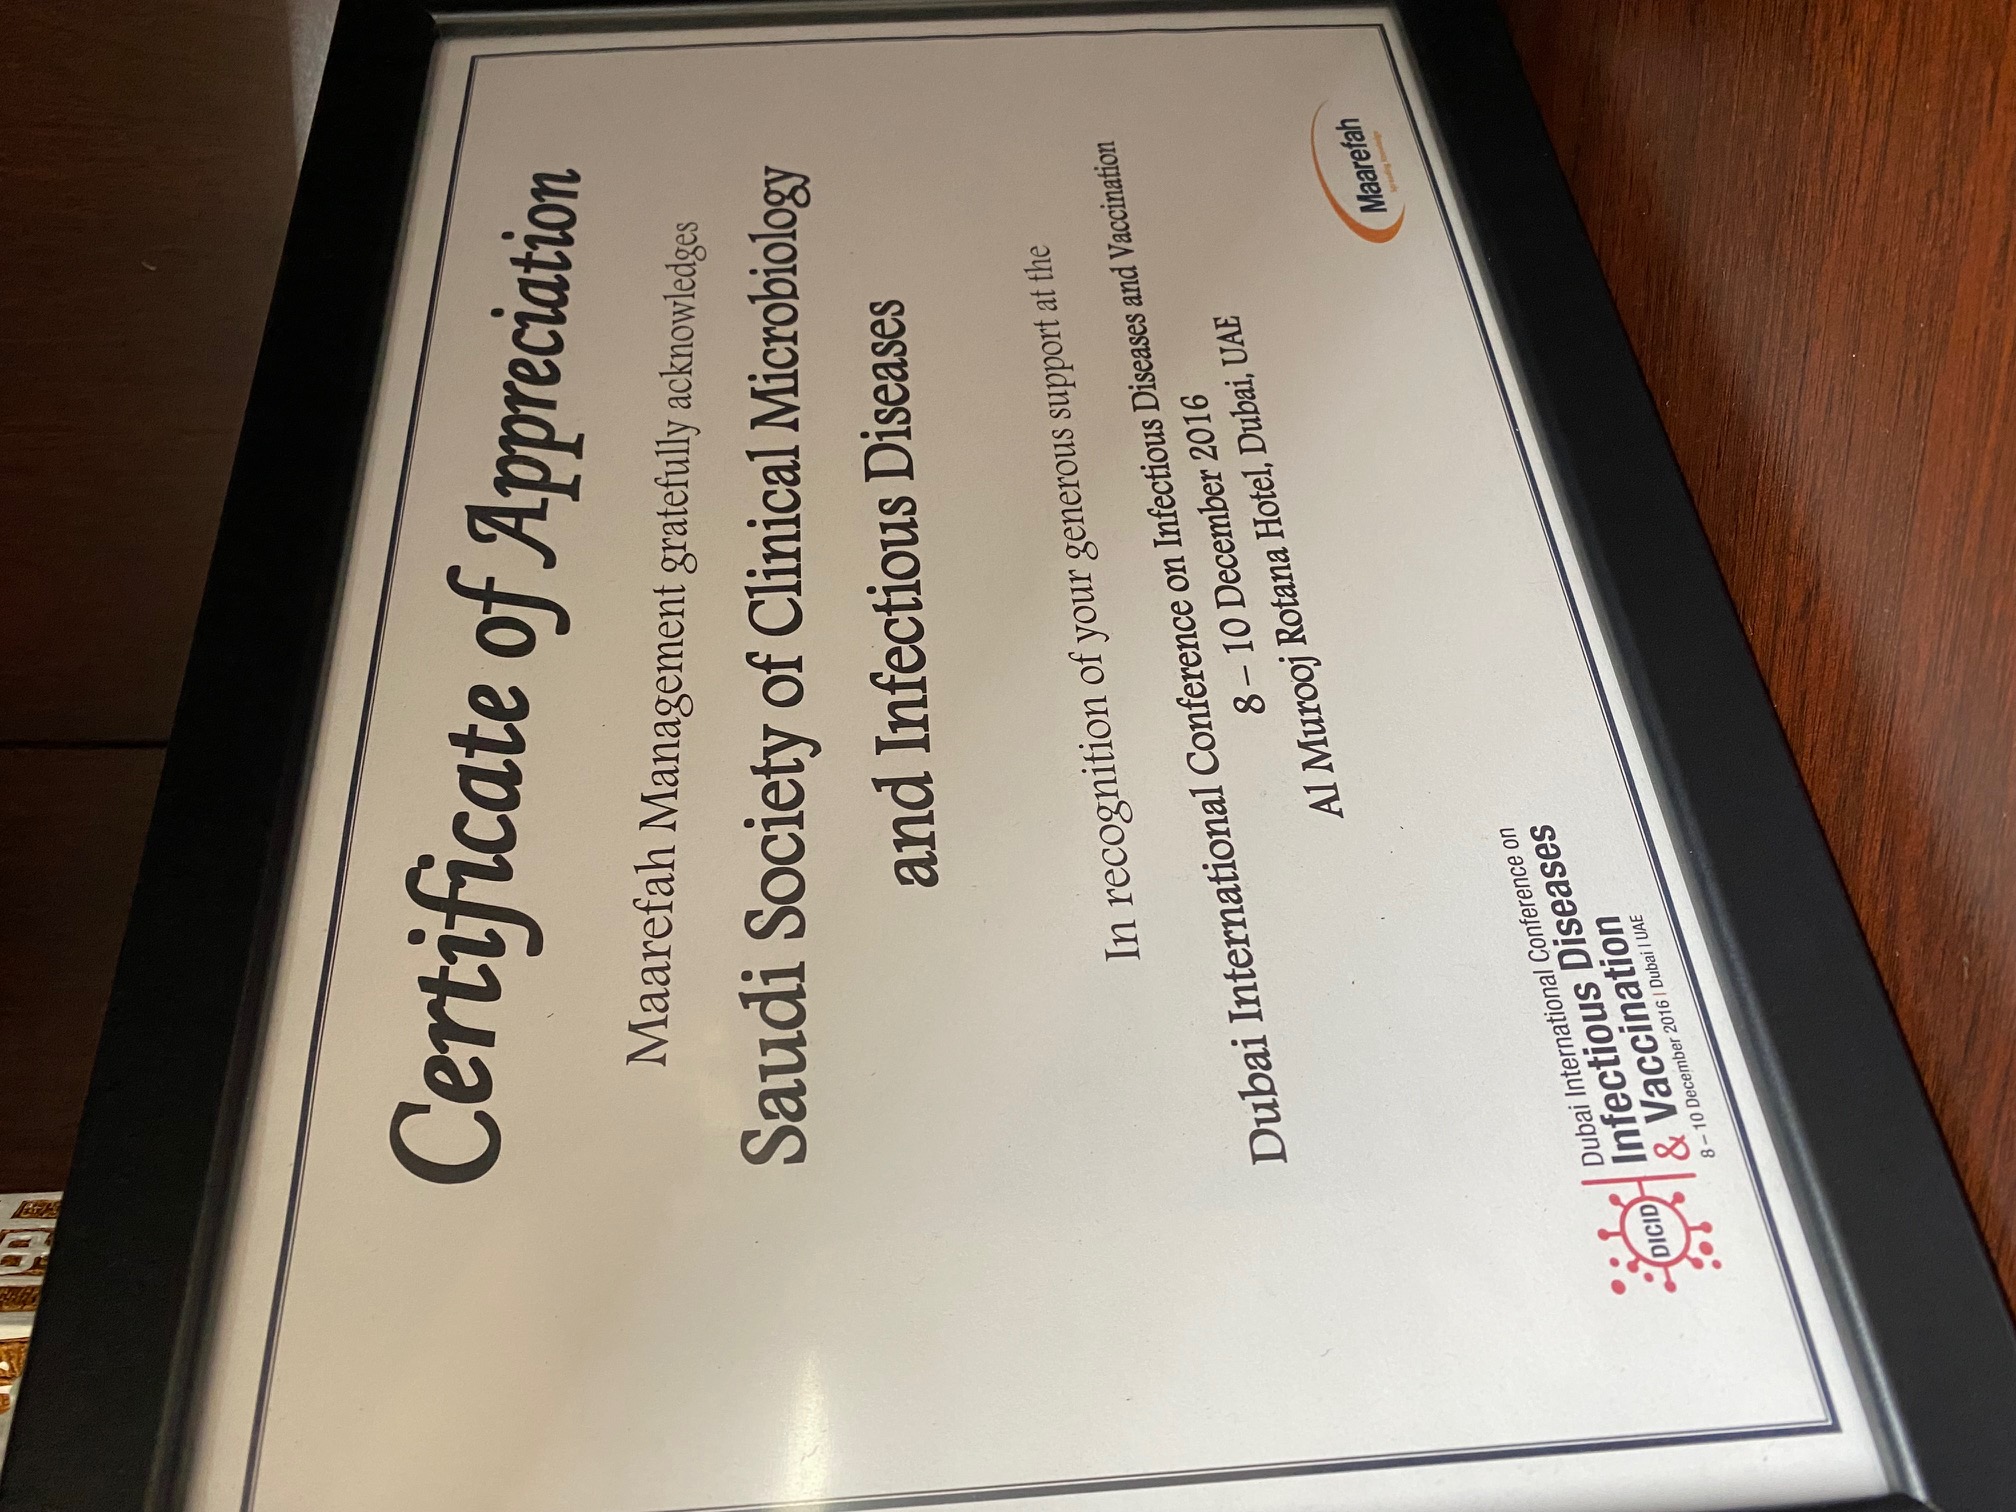 Certificate of Appreciation
Maarefah Management gratefully acknowledges
Saudi Society of Clinical Microbiology
and Infectious Diseases
In recognition of your generous support at the
Dubai International Conference on Infectious Diseases and Vaccination
8 – 10 December 2016
Al Murooj Rotana Hotel, Dubai, UAE
DICID
Dubai International Conference on
Infectious Diseases
& Vaccination
8 – 10 December 2016 | Dubai | UAE
Maarefah